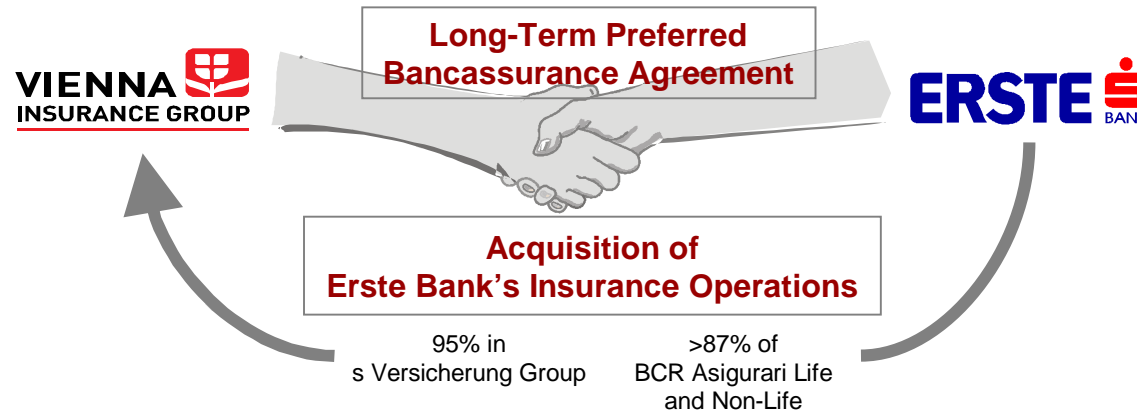 Long-Term Preferred
Bancassurance Agreement
VIENNA
INSURANCE GROUP
ERSTE
BAN
Acquisition of
Erste Bank's Insurance Operations
95% in
s Versicherung Group
>87% of
BCR Asigurari Life
and Non-Life